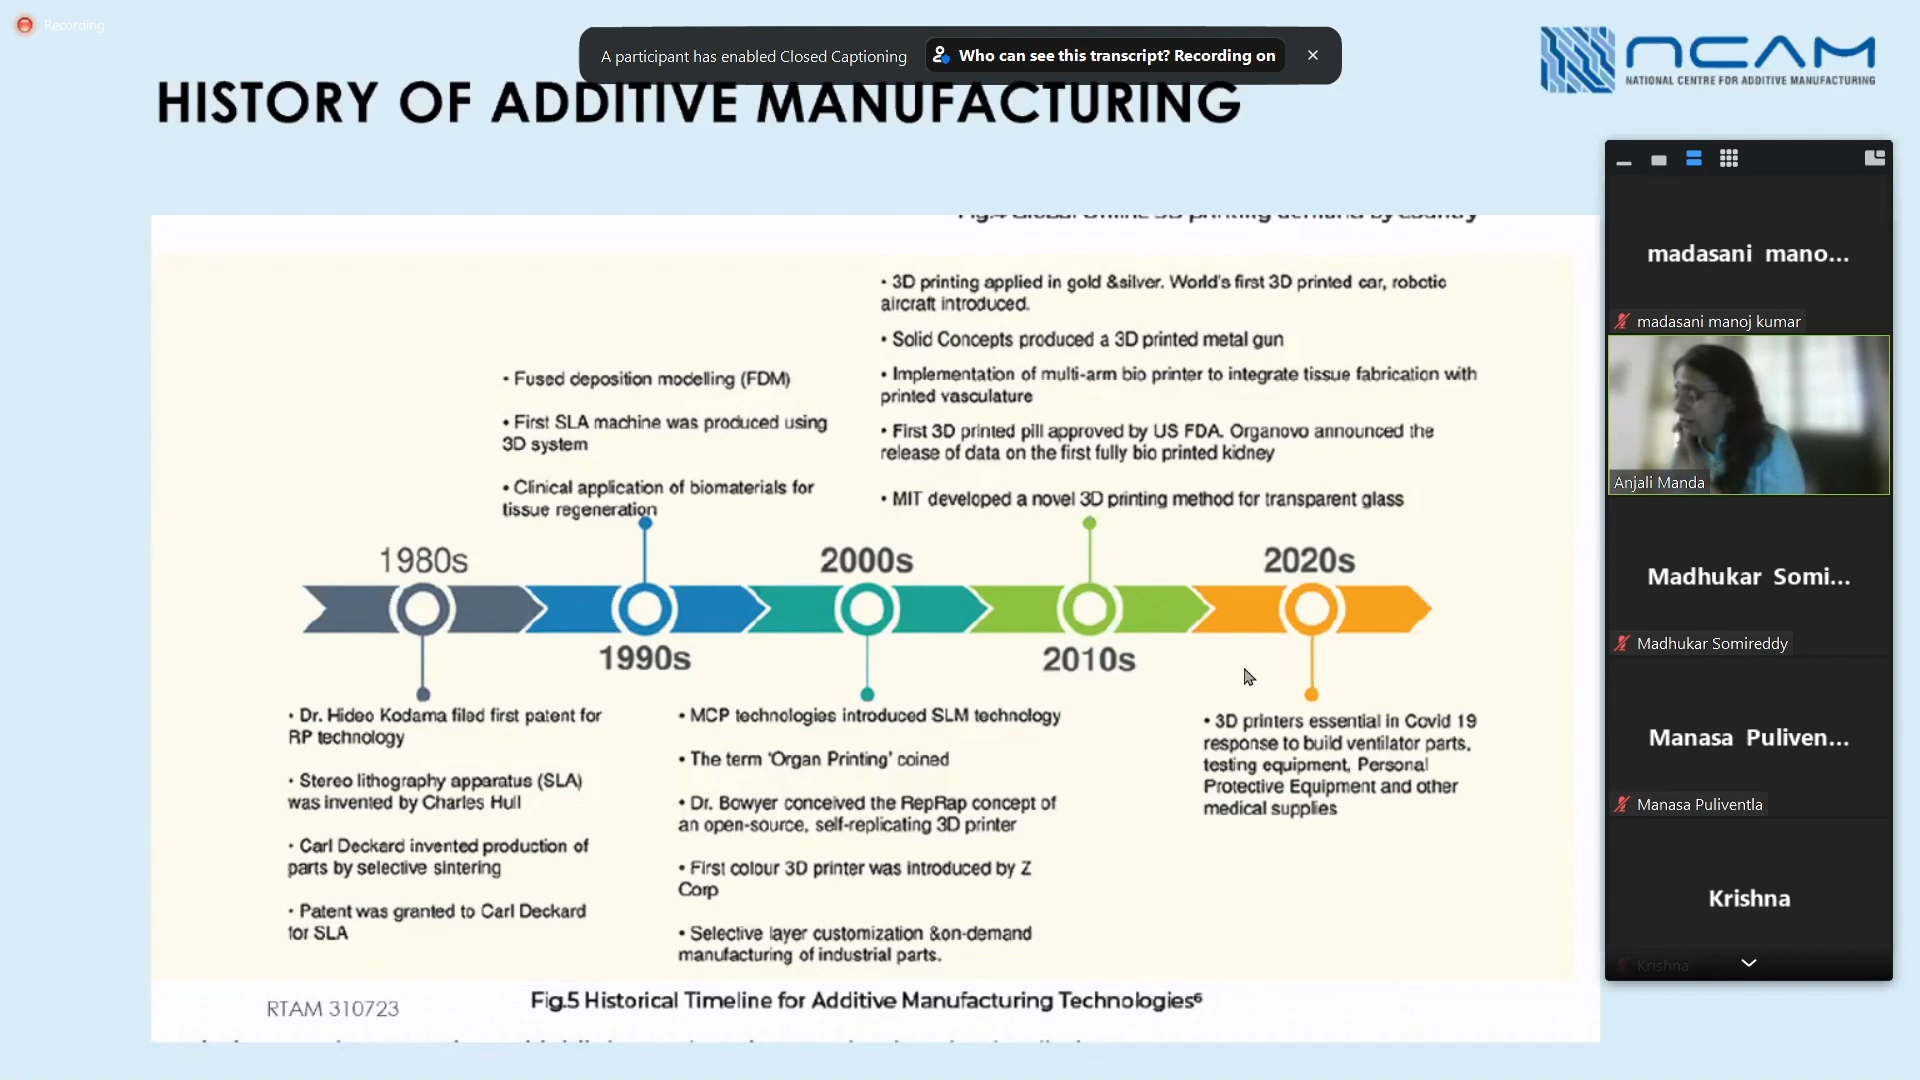 Recording
A participant has enabled Closed Captioning
Who can see this transcript? Recording on
NCAM
NATIONAL CENTRE FOR ADDITIVE MANUFACTURING
HISTORY OF ADDITIVE MANUFACTURING
Fig.4 Global Online 3D printing demand by Country
• 3D printing applied in gold &silver. World's first 3D printed car, robotic
aircraft introduced.
• Solid Concepts produced a 3D printed metal gun
• Implementation of multi-arm bio printer to integrate tissue fabrication with
printed vasculature
• First 3D printed pill approved by US FDA. Organovo announced the
release of data on the first fully bio printed kidney
• MIT developed a novel 3D printing method for transparent glass
• Fused deposition modelling (FDM)
• First SLA machine was produced using
3D system
• Clinical application of biomaterials for
tissue regeneration
1980s
2000s
2020s
1990s
2010s
• Dr. Hideo Kodama filed first patent for
RP technology
• Stereo lithography apparatus (SLA)
was invented by Charles Hull
• Carl Deckard invented production of
parts by selective sintering
• Patent was granted to Carl Deckard
for SLA
• MCP technologies introduced SLM technology
• The term ‘Organ Printing’ coined
• Dr. Bowyer conceived the RepRap concept of
an open-source, self-replicating 3D printer
• First colour 3D printer was introduced by Z
Corp
• Selective layer customization &on-demand
manufacturing of industrial parts.
• 3D printers essential in Covid 19
response to build ventilator parts,
testing equipment, Personal
Protective Equipment and other
medical supplies
RTAM 310723
Fig.5 Historical Timeline for Additive Manufacturing Technologies⁶
madasani mano...
madasani manoj kumar
Anjali Manda
Madhukar Somi...
Madhukar Somireddy
Manasa Puliven...
Manasa Puliventla
Krishna
Krishna